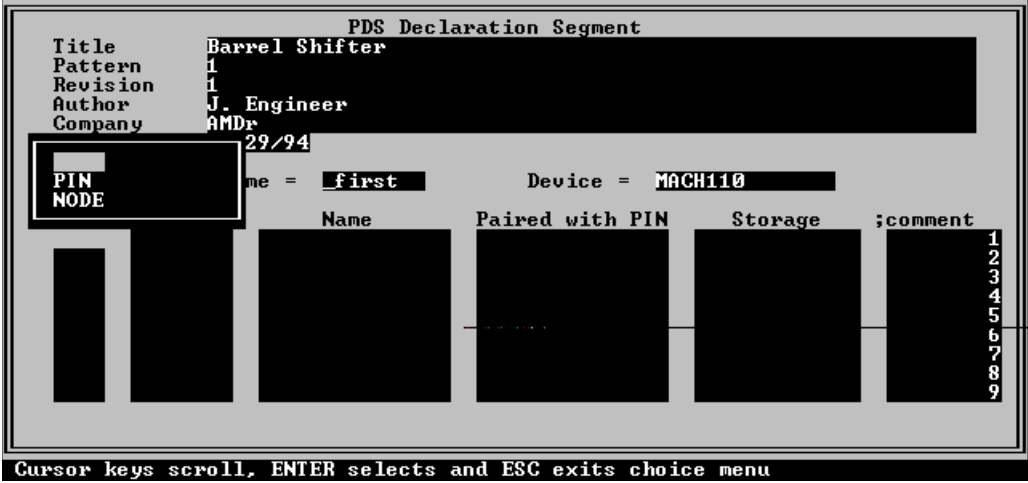 PDS Declaration Segment
Title Barrel Shifter
Pattern 1
Revision 1
Author J. Engineer
Company AMDr
29/94
PIN
NODE
me = _first Device = MACH110
Name Paired with PIN Storage ;comment
1
2
3
4
5
6
7
8
9
Cursor keys scroll, ENTER selects and ESC exits choice menu